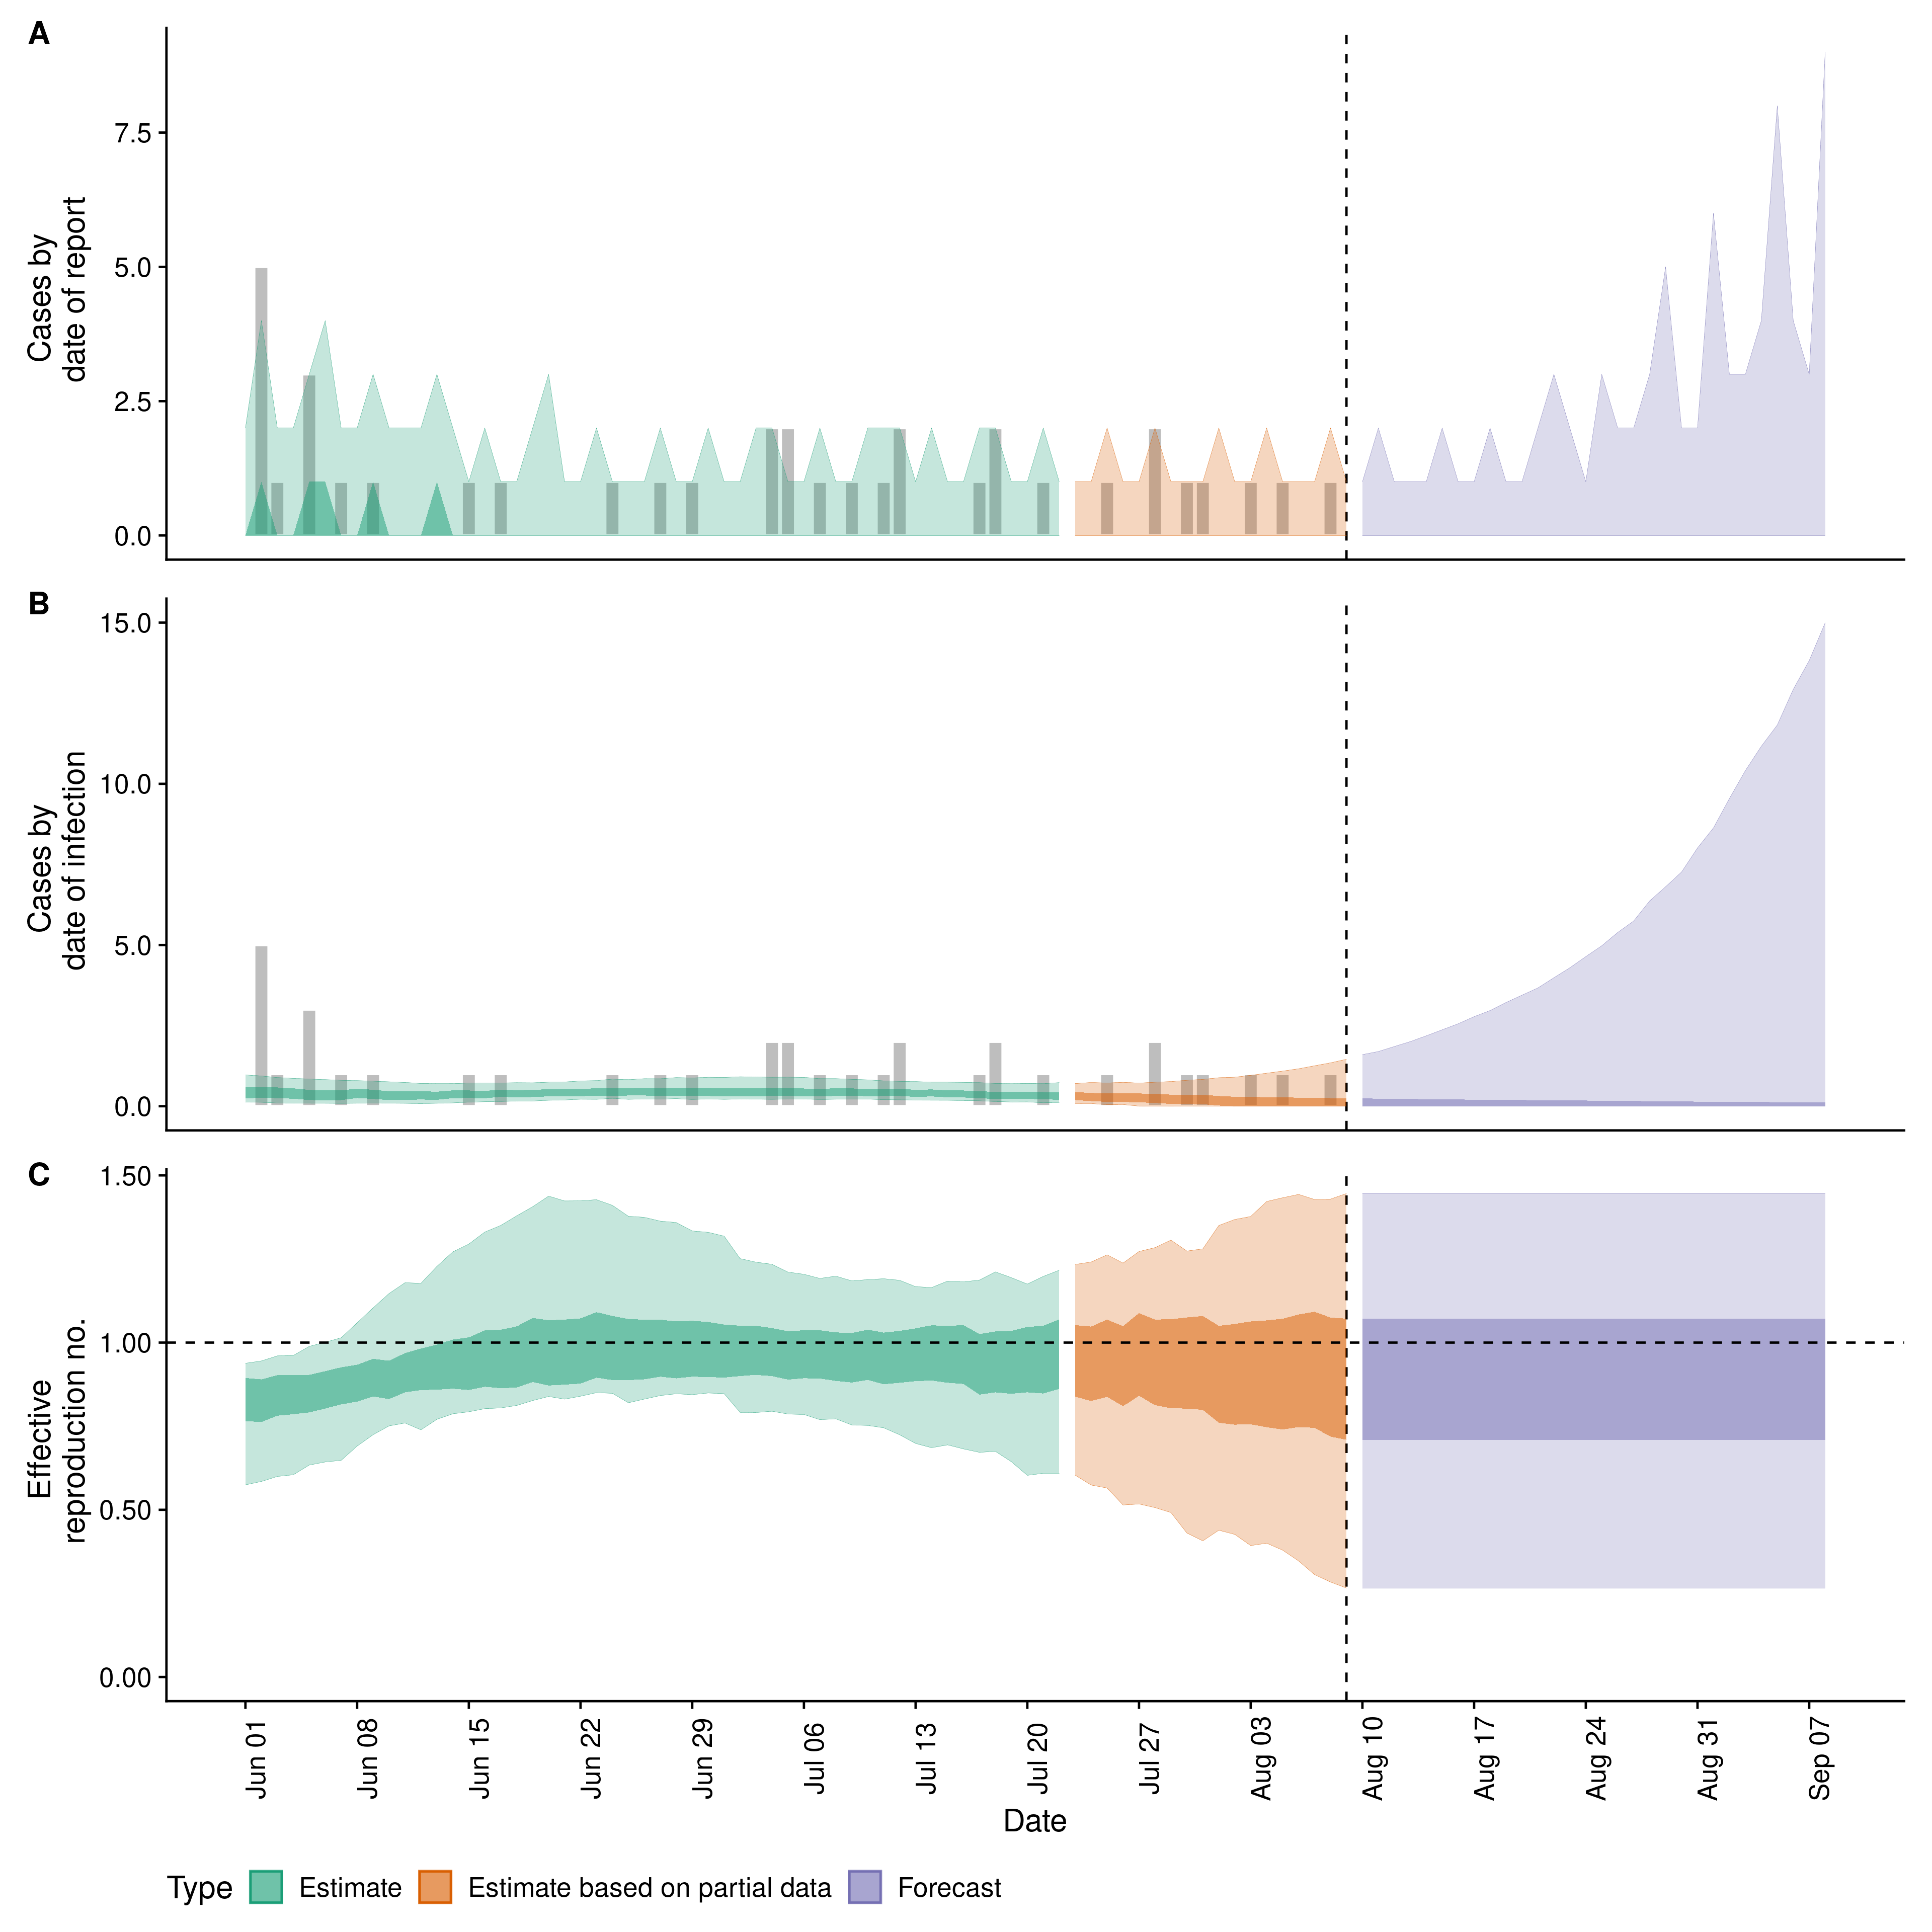 A
Cases by
date of report
7.5
5.0
2.5
0.0
B
Cases by
date of infection
15.0
10.0
5.0
0.0
C
Effective
reproduction no.
1.50
1.00
0.50
0.00
Jun 01
Jun 08
Jun 15
Jun 22
Jun 29
Jul 06
Jul 13
Jul 20
Jul 27
Aug 03
Aug 10
Aug 17
Aug 24
Aug 31
Sep 07
Date
Type Estimate Estimate based on partial data Forecast